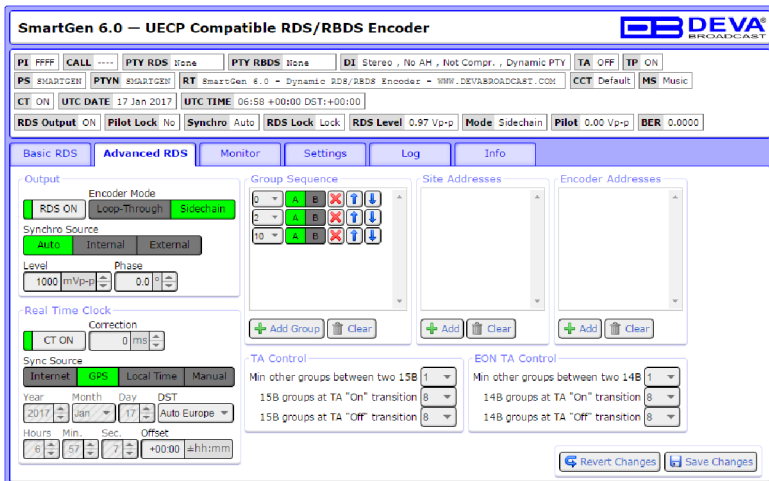 SmartGen 6.0 — UECP Compatible RDS/RBDS Encoder
DB DEVA
BROADCAST
PI FFFF CALL ---- PTY RDS None PTY RBDS None DI Stereo , No AH , Not Compr. , Dynamic PTY TA OFF TP ON
PS SMARTGEN PTYN SMARTGEN RT SmartGen 6.0 - Dynamic RDS/RBDS Encoder - WWW.DEVABROADCAST.COM CCT Default MS Music
CT ON UTC DATE 17 Jan 2017 UTC TIME 06:58 +00:00 DST:+00:00
RDS Output ON Pilot Lock No Synchro Auto RDS Lock Lock RDS Level 0.97 Vp-p Mode Sidechain Pilot 0.00 Vp-p BER 0.0000
Basic RDS Advanced RDS Monitor Settings Log Info
Output
Encoder Mode
RDS ON Loop-Through Sidechain
Synchro Source
Auto Internal External
Level Phase
1000 mVp-p 0.0 °
Real Time Clock
Correction
CT ON 0 ms
Sync Source
Internet GPS Local Time Manual
Year Month Day DST
2017 Jan 17 Auto Europe
Hours Min. Sec. Offset
6 57 7 +00:00 ±hh:mm
Group Sequence
0 A B
2 A B
10 A B
Add Group Clear
Site Addresses
Add Clear
Encoder Addresses
Add Clear
TA Control
Min other groups between two 15B 1
15B groups at TA "On" transition 8
15B groups at TA "Off" transition 8
EON TA Control
Min other groups between two 14B 1
14B groups at TA "On" transition 8
14B groups at TA "Off" transition 8
Revert Changes Save Changes